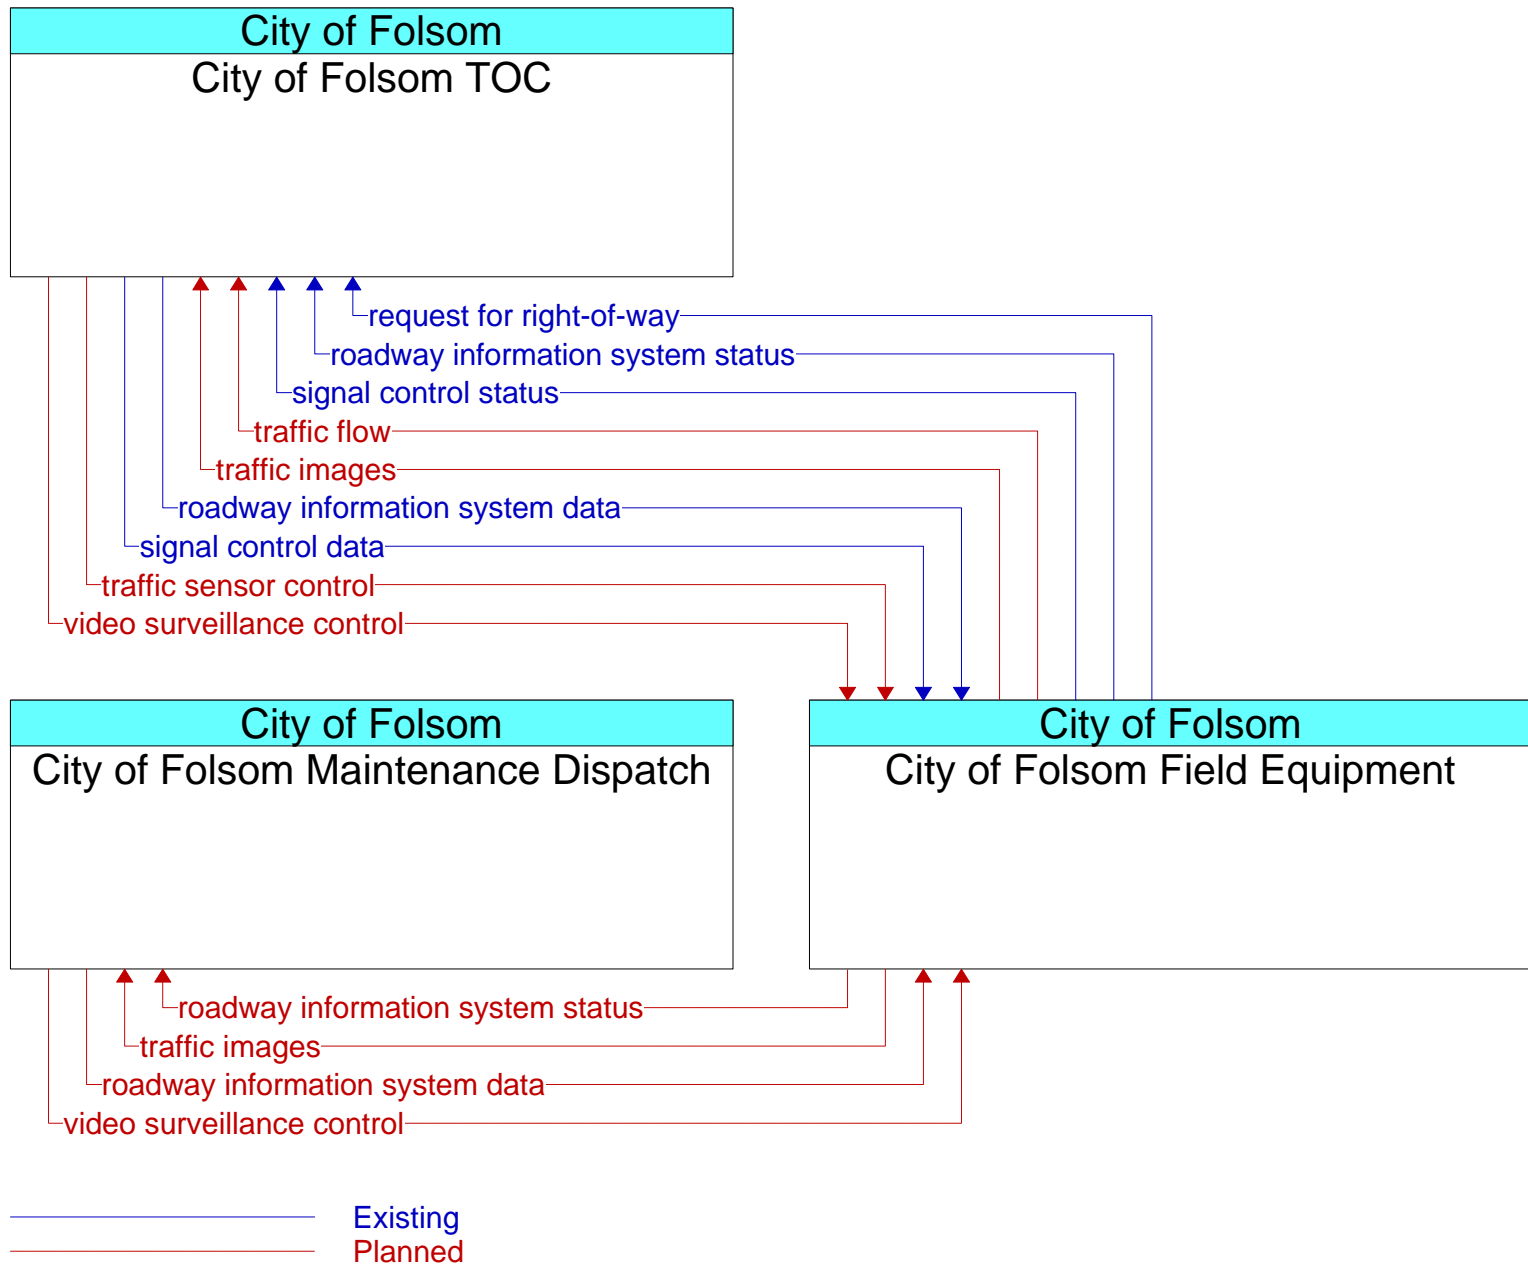 City of Folsom
City of Folsom TOC
request for right-of-way
roadway information system status
signal control status
traffic flow
traffic images
roadway information system data
signal control data
traffic sensor control
video surveillance control
City of Folsom
City of Folsom Maintenance Dispatch
City of Folsom
City of Folsom Field Equipment
roadway information system status
traffic images
roadway information system data
video surveillance control
Existing
Planned